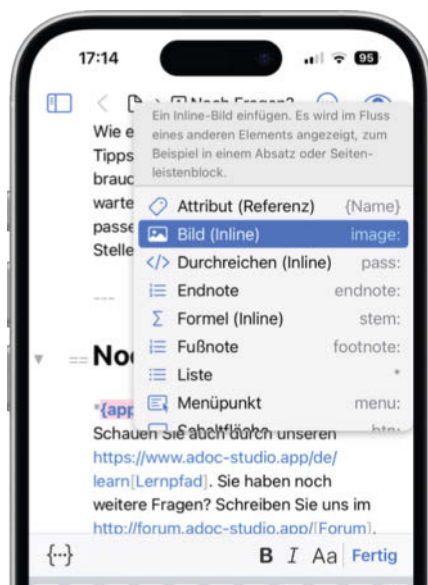 17:14
95
Noch Fragen?
Ein Inline-Bild einfügen. Es wird im Fluss
eines anderen Elements angezeigt, zum
Beispiel in einem Absatz oder Seiten-
leistenblock.
Wie e
Tipps
brauc
warte
passe
Stelle
Attribut (Referenz) {Name}
Bild (Inline) image:
</> Durchreichen (Inline) pass:
Endnote endnote:
Σ Formel (Inline) stem:
Fußnote footnote:
Liste *
Menüpunkt menu:
Schaltfläche btn:
---
== No
*{app
Schauen Sie auch durch unseren
https://www.adoc-studio.app/de/
learn[Lernpfad]. Sie haben noch
weitere Fragen? Schreiben Sie uns im
http://forum.adoc-studio.app/[Forum].
{···} B I Aa Fertig